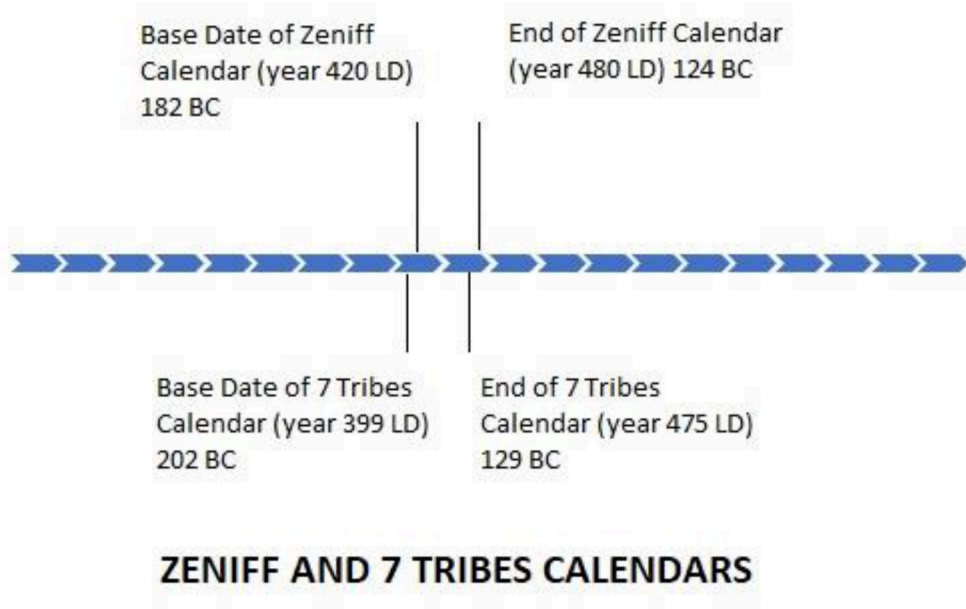 Base Date of Zeniff
Calendar (year 420 LD)
182 BC
End of Zeniff Calendar
(year 480 LD) 124 BC
Base Date of 7 Tribes
Calendar (year 399 LD)
202 BC
End of 7 Tribes
Calendar (year 475 LD)
129 BC
ZENIFF AND 7 TRIBES CALENDARS